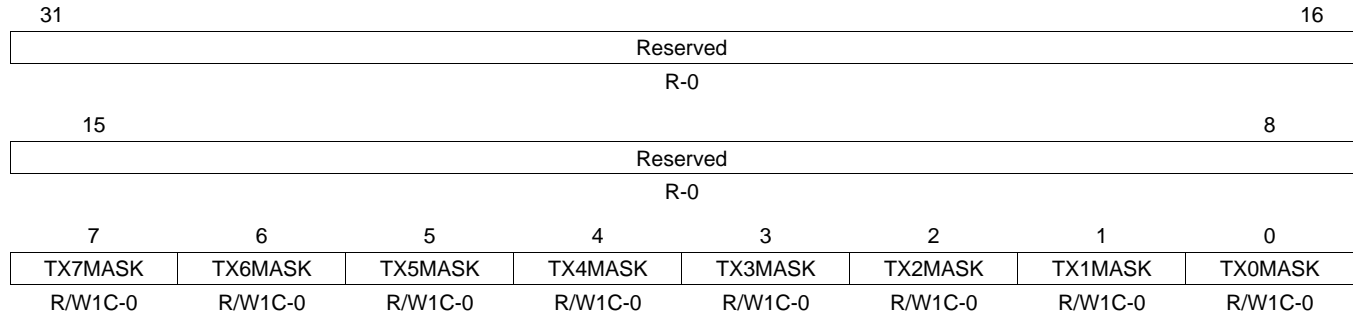 31 16
Reserved
R-0
15 8
Reserved
R-0
7 6 5 4 3 2 1 0
TX7MASK TX6MASK TX5MASK TX4MASK TX3MASK TX2MASK TX1MASK TX0MASK
R/W1C-0 R/W1C-0 R/W1C-0 R/W1C-0 R/W1C-0 R/W1C-0 R/W1C-0 R/W1C-0